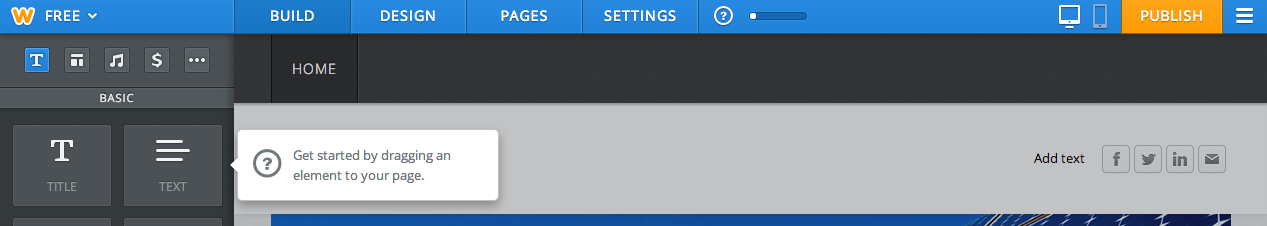 FREE
BUILD
DESIGN
PAGES
SETTINGS
?
PUBLISH
T
$
BASIC
HOME
T
TITLE
TEXT
?
Get started by dragging an
element to your page.
Add text